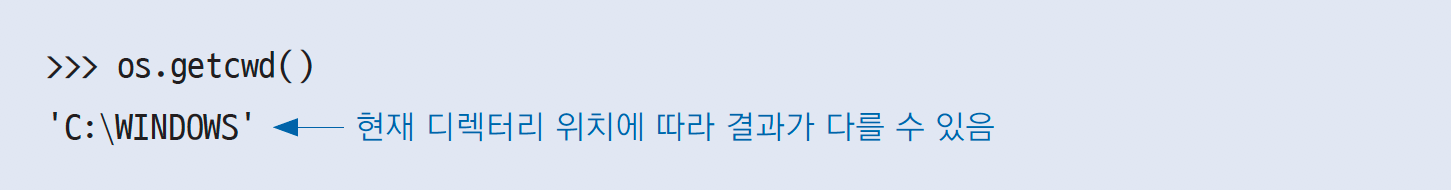 >>> os.getcwd()
'C:\WINDOWS' 현재 디렉터리 위치에 따라 결과가 다를 수 있음